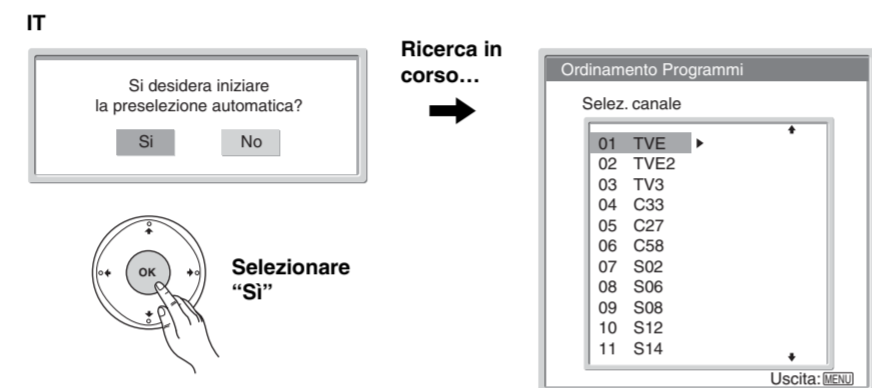 IT
Si desidera iniziare
la preselezione automatica?
Si
No
OK
Selezionare
“Sì”
Ricerca in
corso…
Ordinamento Programmi
Selez. canale
01 TVE
02 TVE2
03 TV3
04 C33
05 C27
06 C58
07 S02
08 S06
09 S08
10 S12
11 S14
Uscita: MENU